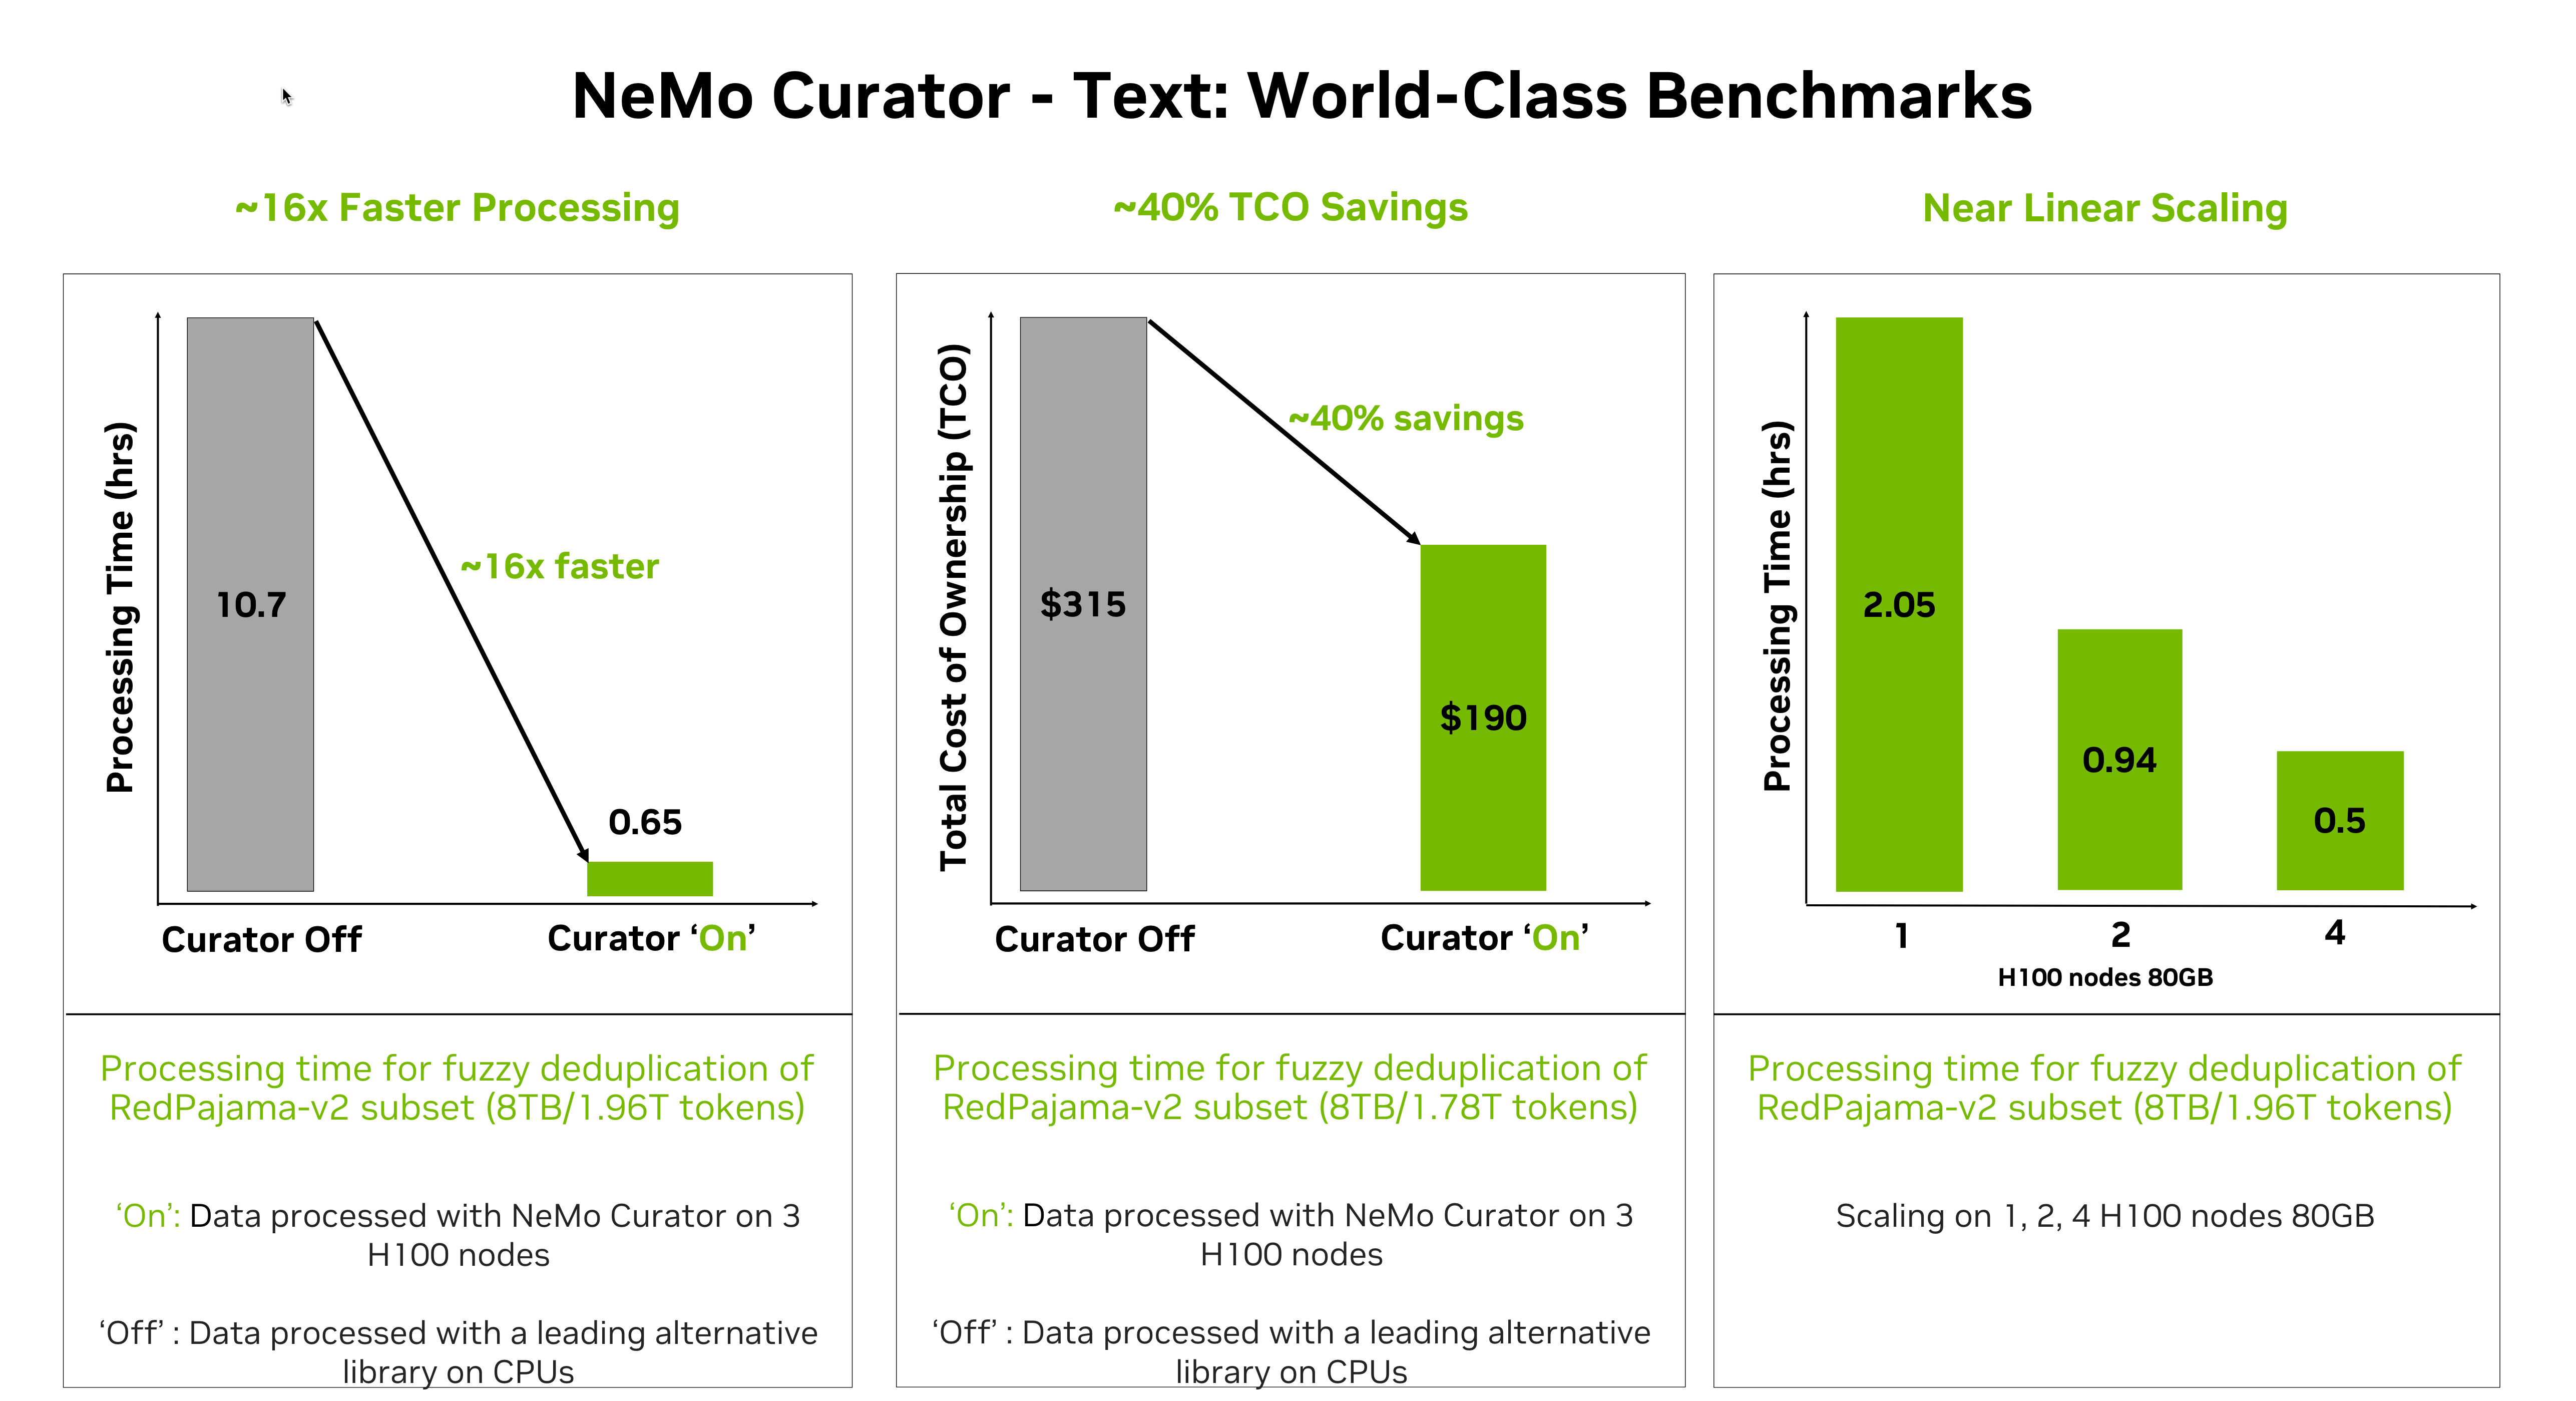 NeMo Curator - Text: World-Class Benchmarks
~16x Faster Processing
Processing Time (hrs)
10.7
~16x faster
0.65
Curator Off
Curator ‘On’
Processing time for fuzzy deduplication of
RedPajama-v2 subset (8TB/1.96T tokens)
‘On’: Data processed with NeMo Curator on 3
H100 nodes
‘Off’ : Data processed with a leading alternative
library on CPUs
~40% TCO Savings
Total Cost of Ownership (TCO)
$315
~40% savings
$190
Curator Off
Curator ‘On’
Processing time for fuzzy deduplication of
RedPajama-v2 subset (8TB/1.78T tokens)
‘On’: Data processed with NeMo Curator on 3
H100 nodes
‘Off’ : Data processed with a leading alternative
library on CPUs
Near Linear Scaling
Processing Time (hrs)
2.05
0.94
0.5
1
2
4
H100 nodes 80GB
Processing time for fuzzy deduplication of
RedPajama-v2 subset (8TB/1.96T tokens)
Scaling on 1, 2, 4 H100 nodes 80GB